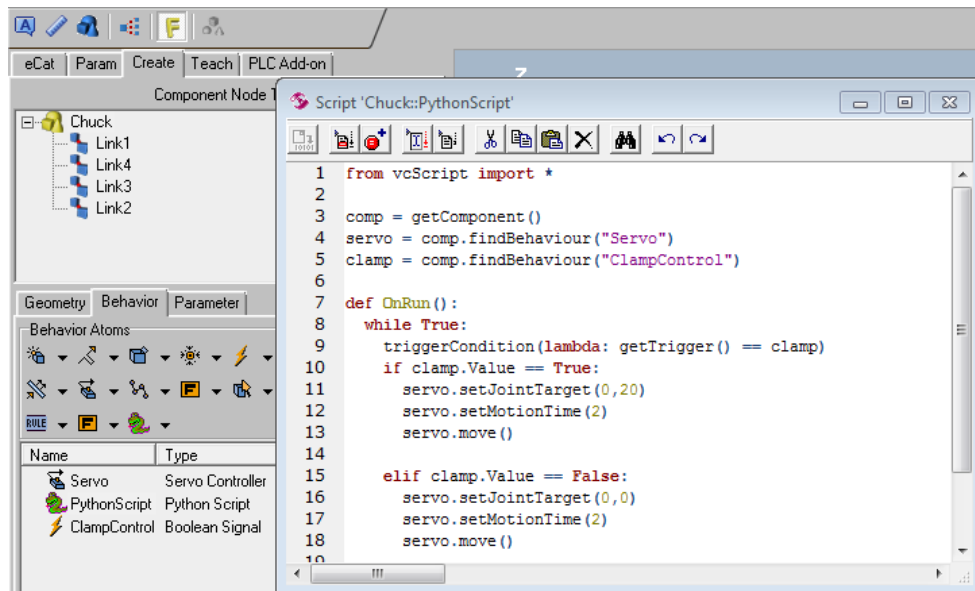 A
F
eCat Param Create Teach PLC Add-on
Z
Component Node T
Chuck
Link1
Link4
Link3
Link2
Script 'Chuck::PythonScript'
1 from vcScript import *
2
3 comp = getComponent()
4 servo = comp.findBehaviour("Servo")
5 clamp = comp.findBehaviour("ClampControl")
6
7 def OnRun():
8 while True:
9 triggerCondition(lambda: getTrigger() == clamp)
10 if clamp.Value == True:
11 servo.setJointTarget(0,20)
12 servo.setMotionTime(2)
13 servo.move()
14
15 elif clamp.Value == False:
16 servo.setJointTarget(0,0)
17 servo.setMotionTime(2)
18 servo.move()
19
Geometry Behavior Parameter
Behavior Atoms
F
RULE F
Name Type
Servo Servo Controller
PythonScript Python Script
ClampControl Boolean Signal